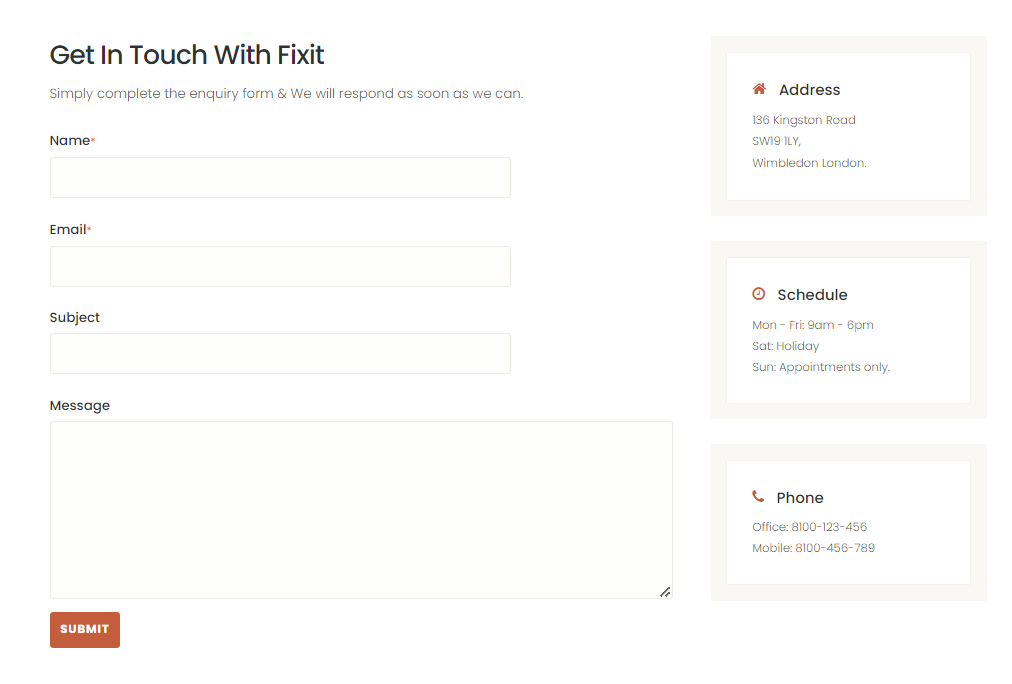 Get In Touch With Fixit
Simply complete the enquiry form & We will respond as soon as we can.
Name*
Email*
Subject
Message
SUBMIT
Address
136 Kingston Road
SW19 1LY,
Wimbledon London.
Schedule
Mon - Fri: 9am - 6pm
Sat: Holiday
Sun: Appointments only.
Phone
Office: 8100-123-456
Mobile: 8100-456-789